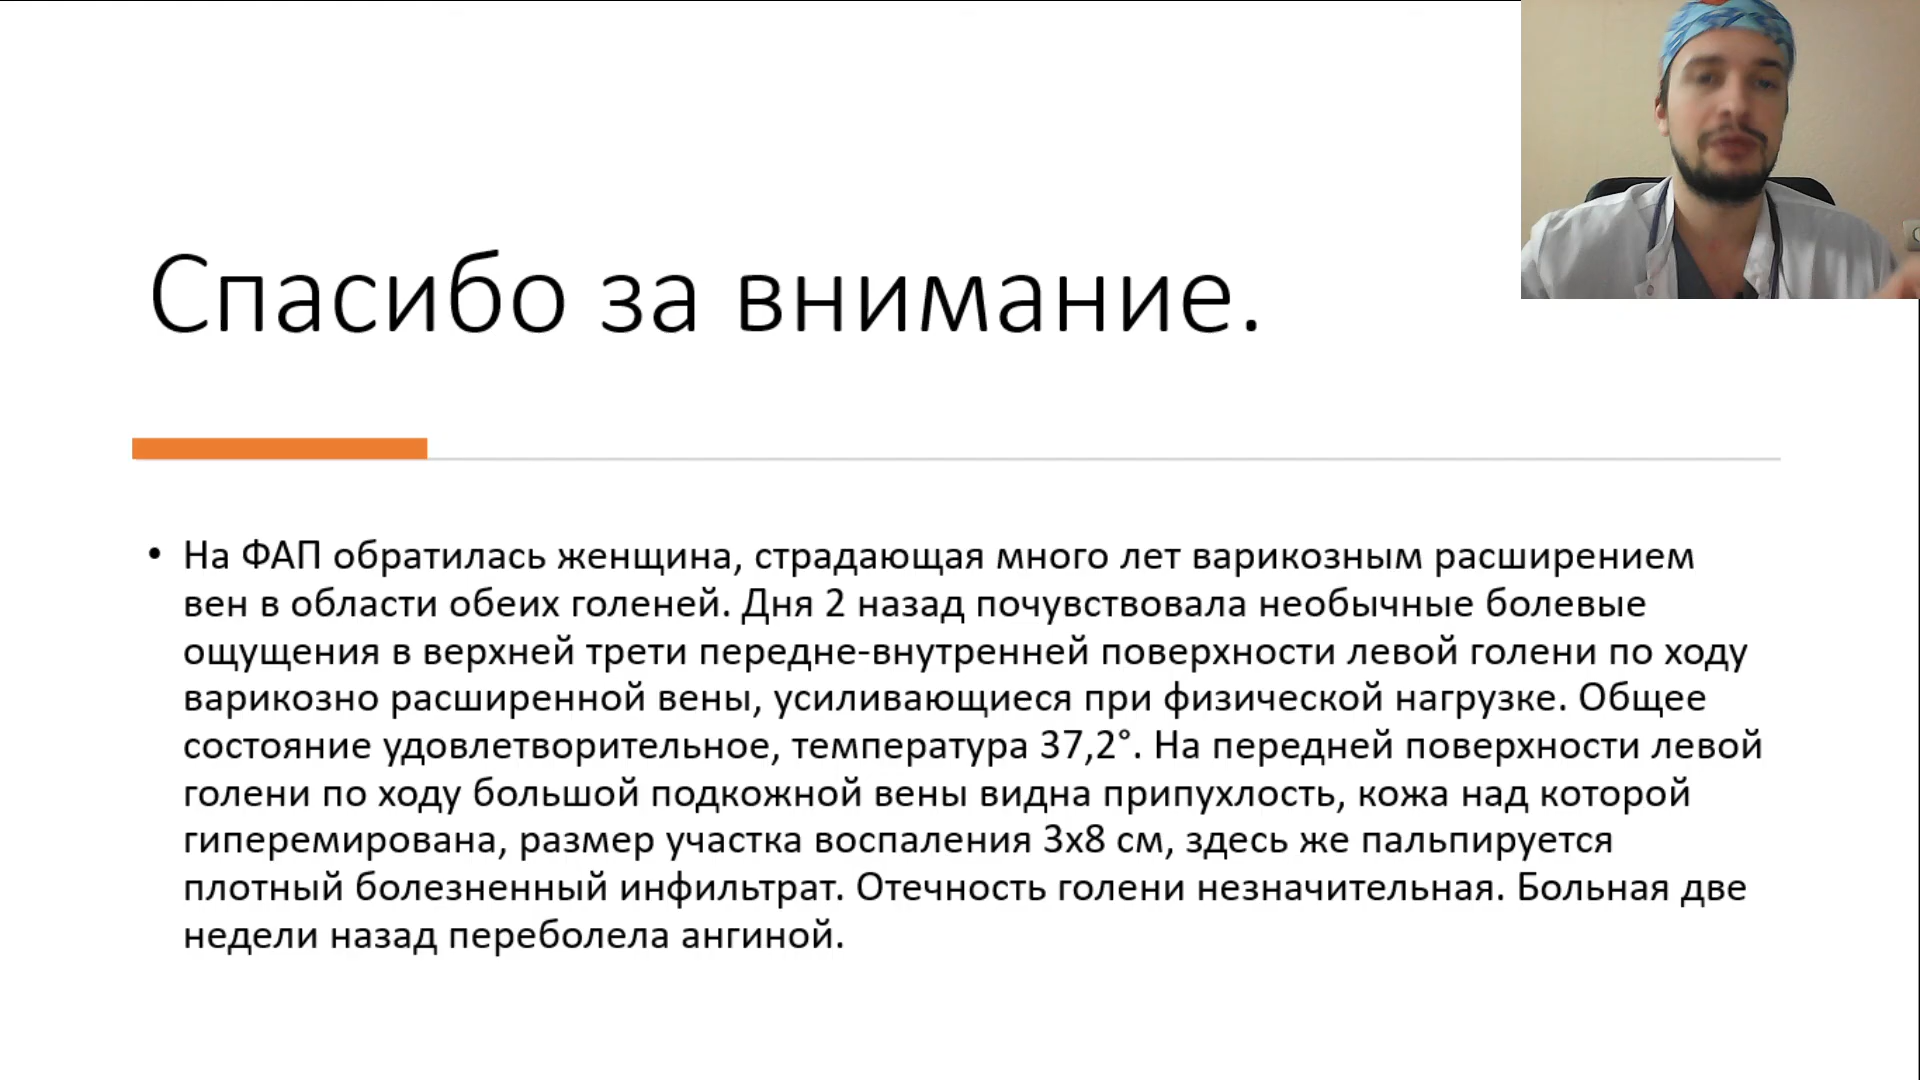 Спасибо за внимание.
• На ФАП обратилась женщина, страдающая много лет варикозным расширением
вен в области обеих голеней. Дня 2 назад почувствовала необычные болевые
ощущения в верхней трети передне-внутренней поверхности левой голени по ходу
варикозно расширенной вены, усиливающиеся при физической нагрузке. Общее
состояние удовлетворительное, температура 37,2°. На передней поверхности левой
голени по ходу большой подкожной вены видна припухлость, кожа над которой
гиперемирована, размер участка воспаления 3х8 см, здесь же пальпируется
плотный болезненный инфильтрат. Отечность голени незначительная. Больная две
недели назад переболела ангиной.